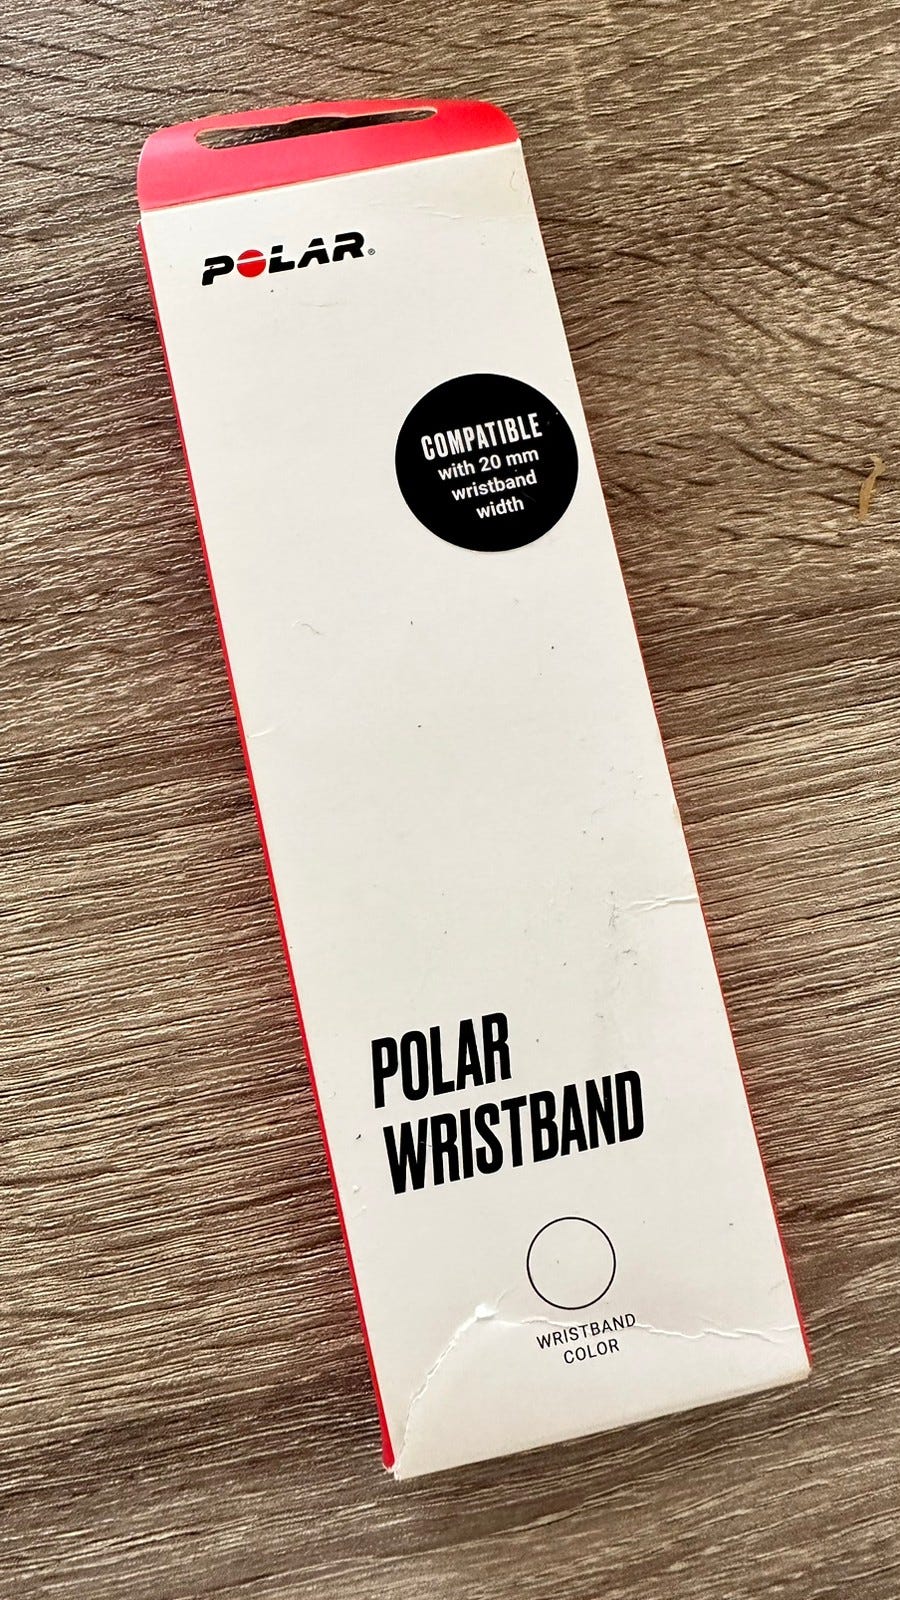 POLAR®
COMPATIBLE
with 20 mm
wristband
width
POLAR
WRISTBAND
WRISTBAND
COLOR